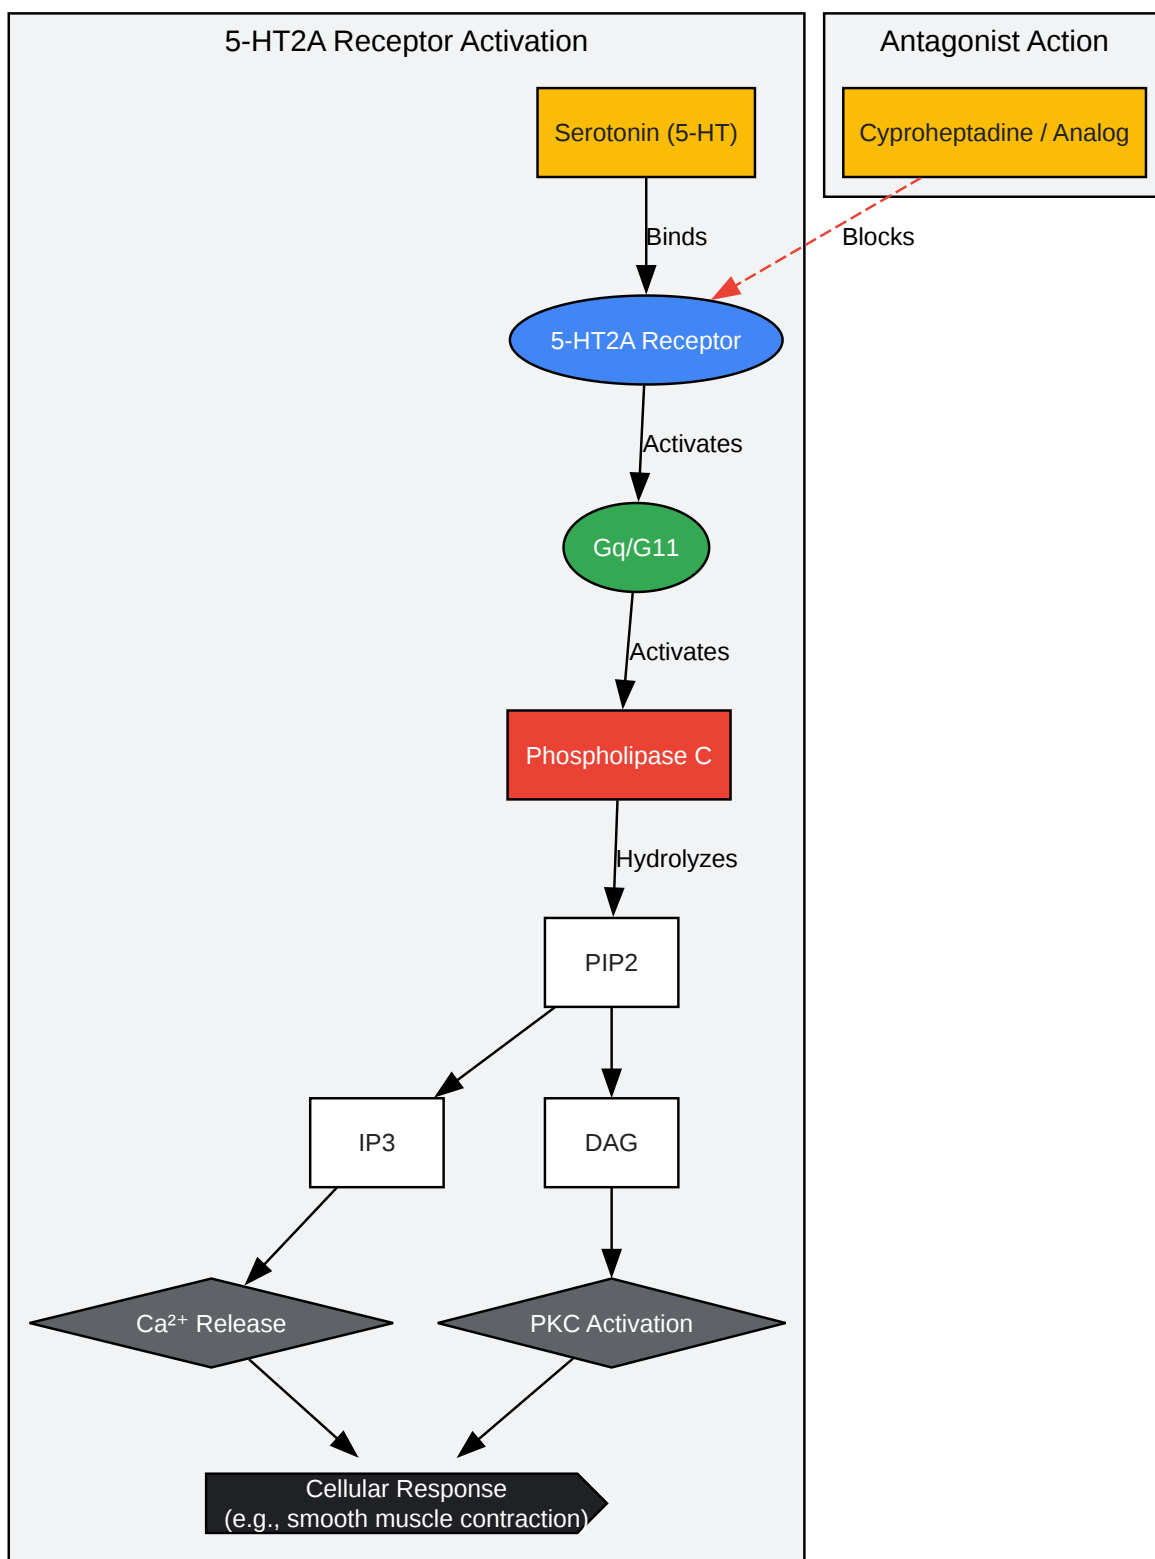 5-HT2A Receptor Activation
Antagonist Action
Serotonin (5-HT)
Cyproheptadine / Analog
Binds
Blocks
5-HT2A Receptor
Activates
Gq/G11
Activates
Phospholipase C
Hydrolyzes
PIP2
IP3
DAG
Ca²⁺ Release
PKC Activation
Cellular Response
(e.g., smooth muscle contraction)